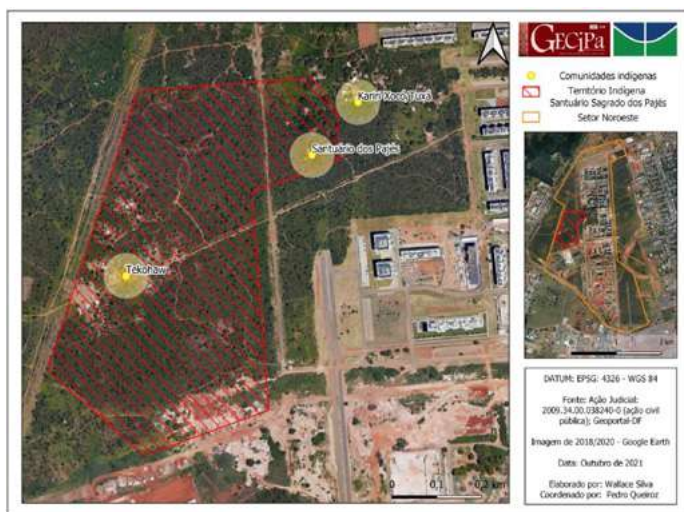 GECiPa
Comunidades indígenas
Território Indígena
Santuário Sagrado dos Pajés
Setor Noroeste
Kariri Xocó, Tuxá
Santuário dos Pajés
Tekohaw
0 0,1 0,2 km
2 km
DATUM: EPSG: 4326 - WGS 84
Fonte: Ação Judicial:
2009.34.00.038240-0 (ação civil
pública); Geoportal-DF
Imagem de 2018/2020 - Google Earth
Data: Outubro de 2021
Elaborado por: Wallace Silva
Coordenado por: Pedro Queiroz